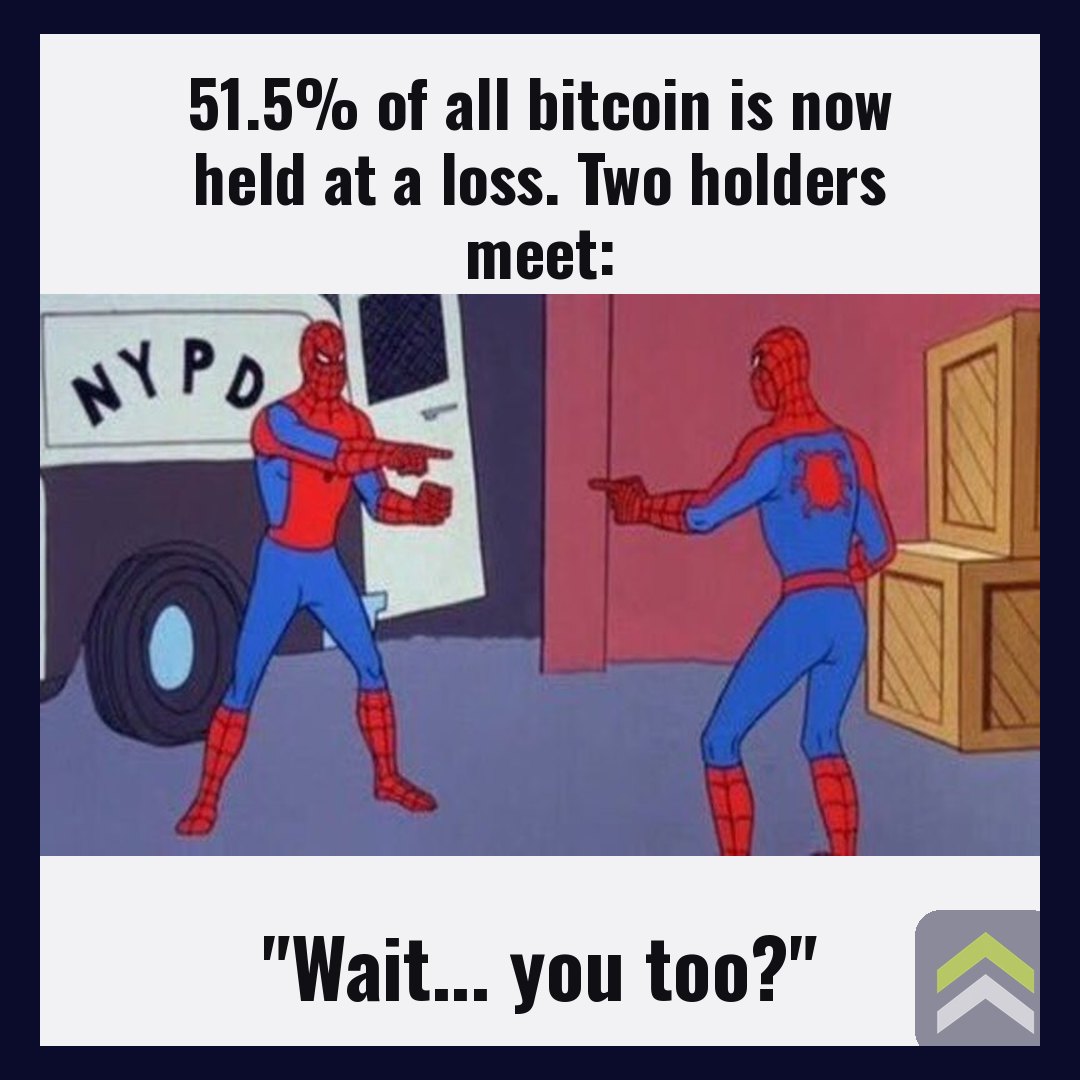 51.5% of all bitcoin is now
held at a loss. Two holders
meet:
NYPD
"Wait... you too?"